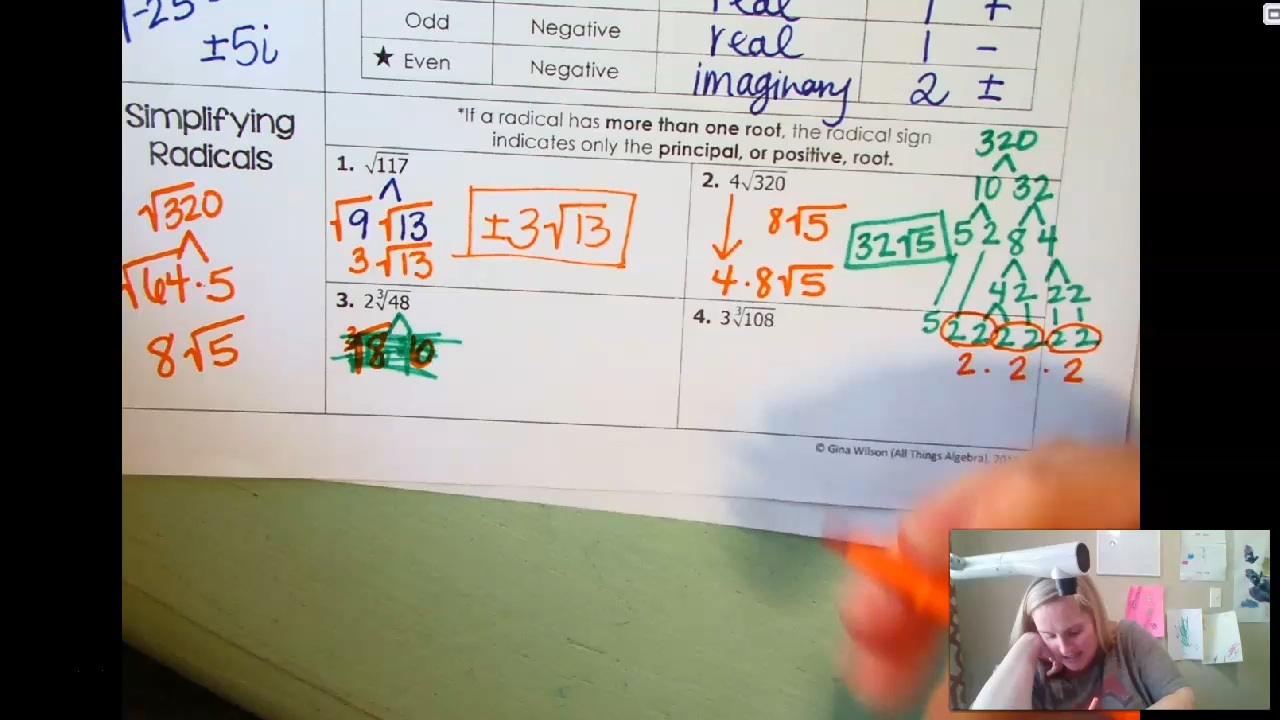 -25
±5i
real 1 +
Odd Negative real 1 -
★ Even Negative imaginary 2 ±
Simplifying
Radicals
√320
√64·5
8√5
*If a radical has more than one root, the radical sign
indicates only the principal, or positive, root.
1. √117
√9 √13
3√13
±3√13
2. 4√320
8√5
4·8√5
32√5
320
10 32
5 2 8 4
4 2 2 2
5 2 2 2 2 2 2
2 · 2 · 2
3. 2∛48
4. 3∛108
© Gina Wilson (All Things Algebra),